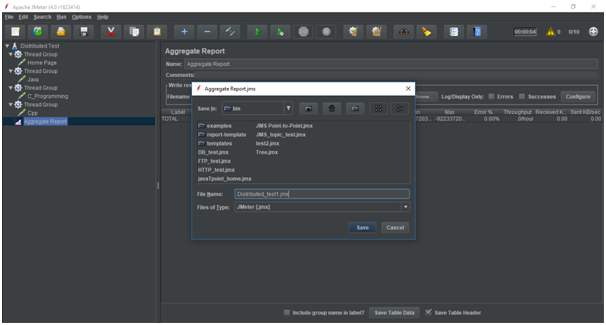 Apache JMeter (4.0 r1823414)
File Edit Search Run Options Help
00:00:04 0 0/10
Distributed Test
Thread Group
Home Page
Thread Group
Java
Thread Group
C_Programming
Thread Group
Cpp
Aggregate Report
Aggregate Report
Name: Aggregate Report
Comments:
Write res
Filename
Log/Display Only: Errors Successes Configure
Label Max Error % Throughput Received K... Sent KB/sec
TOTAL -92233720... 0.00% .0/hour 0.00 0.00
Aggregate Report.jmx
Save In: bin
examples
report-template
templates
DB_test.jmx
FTP_test.jmx
HTTP_test.jmx
javaTpoint_home.jmx
JMS Point-to-Point.jmx
JMS_topic_test.jmx
test2.jmx
Tree.jmx
File Name: Distributed_test1.jmx
Files of Type: JMeter [.jmx]
Save Cancel
Include group name in label? Save Table Data Save Table Header